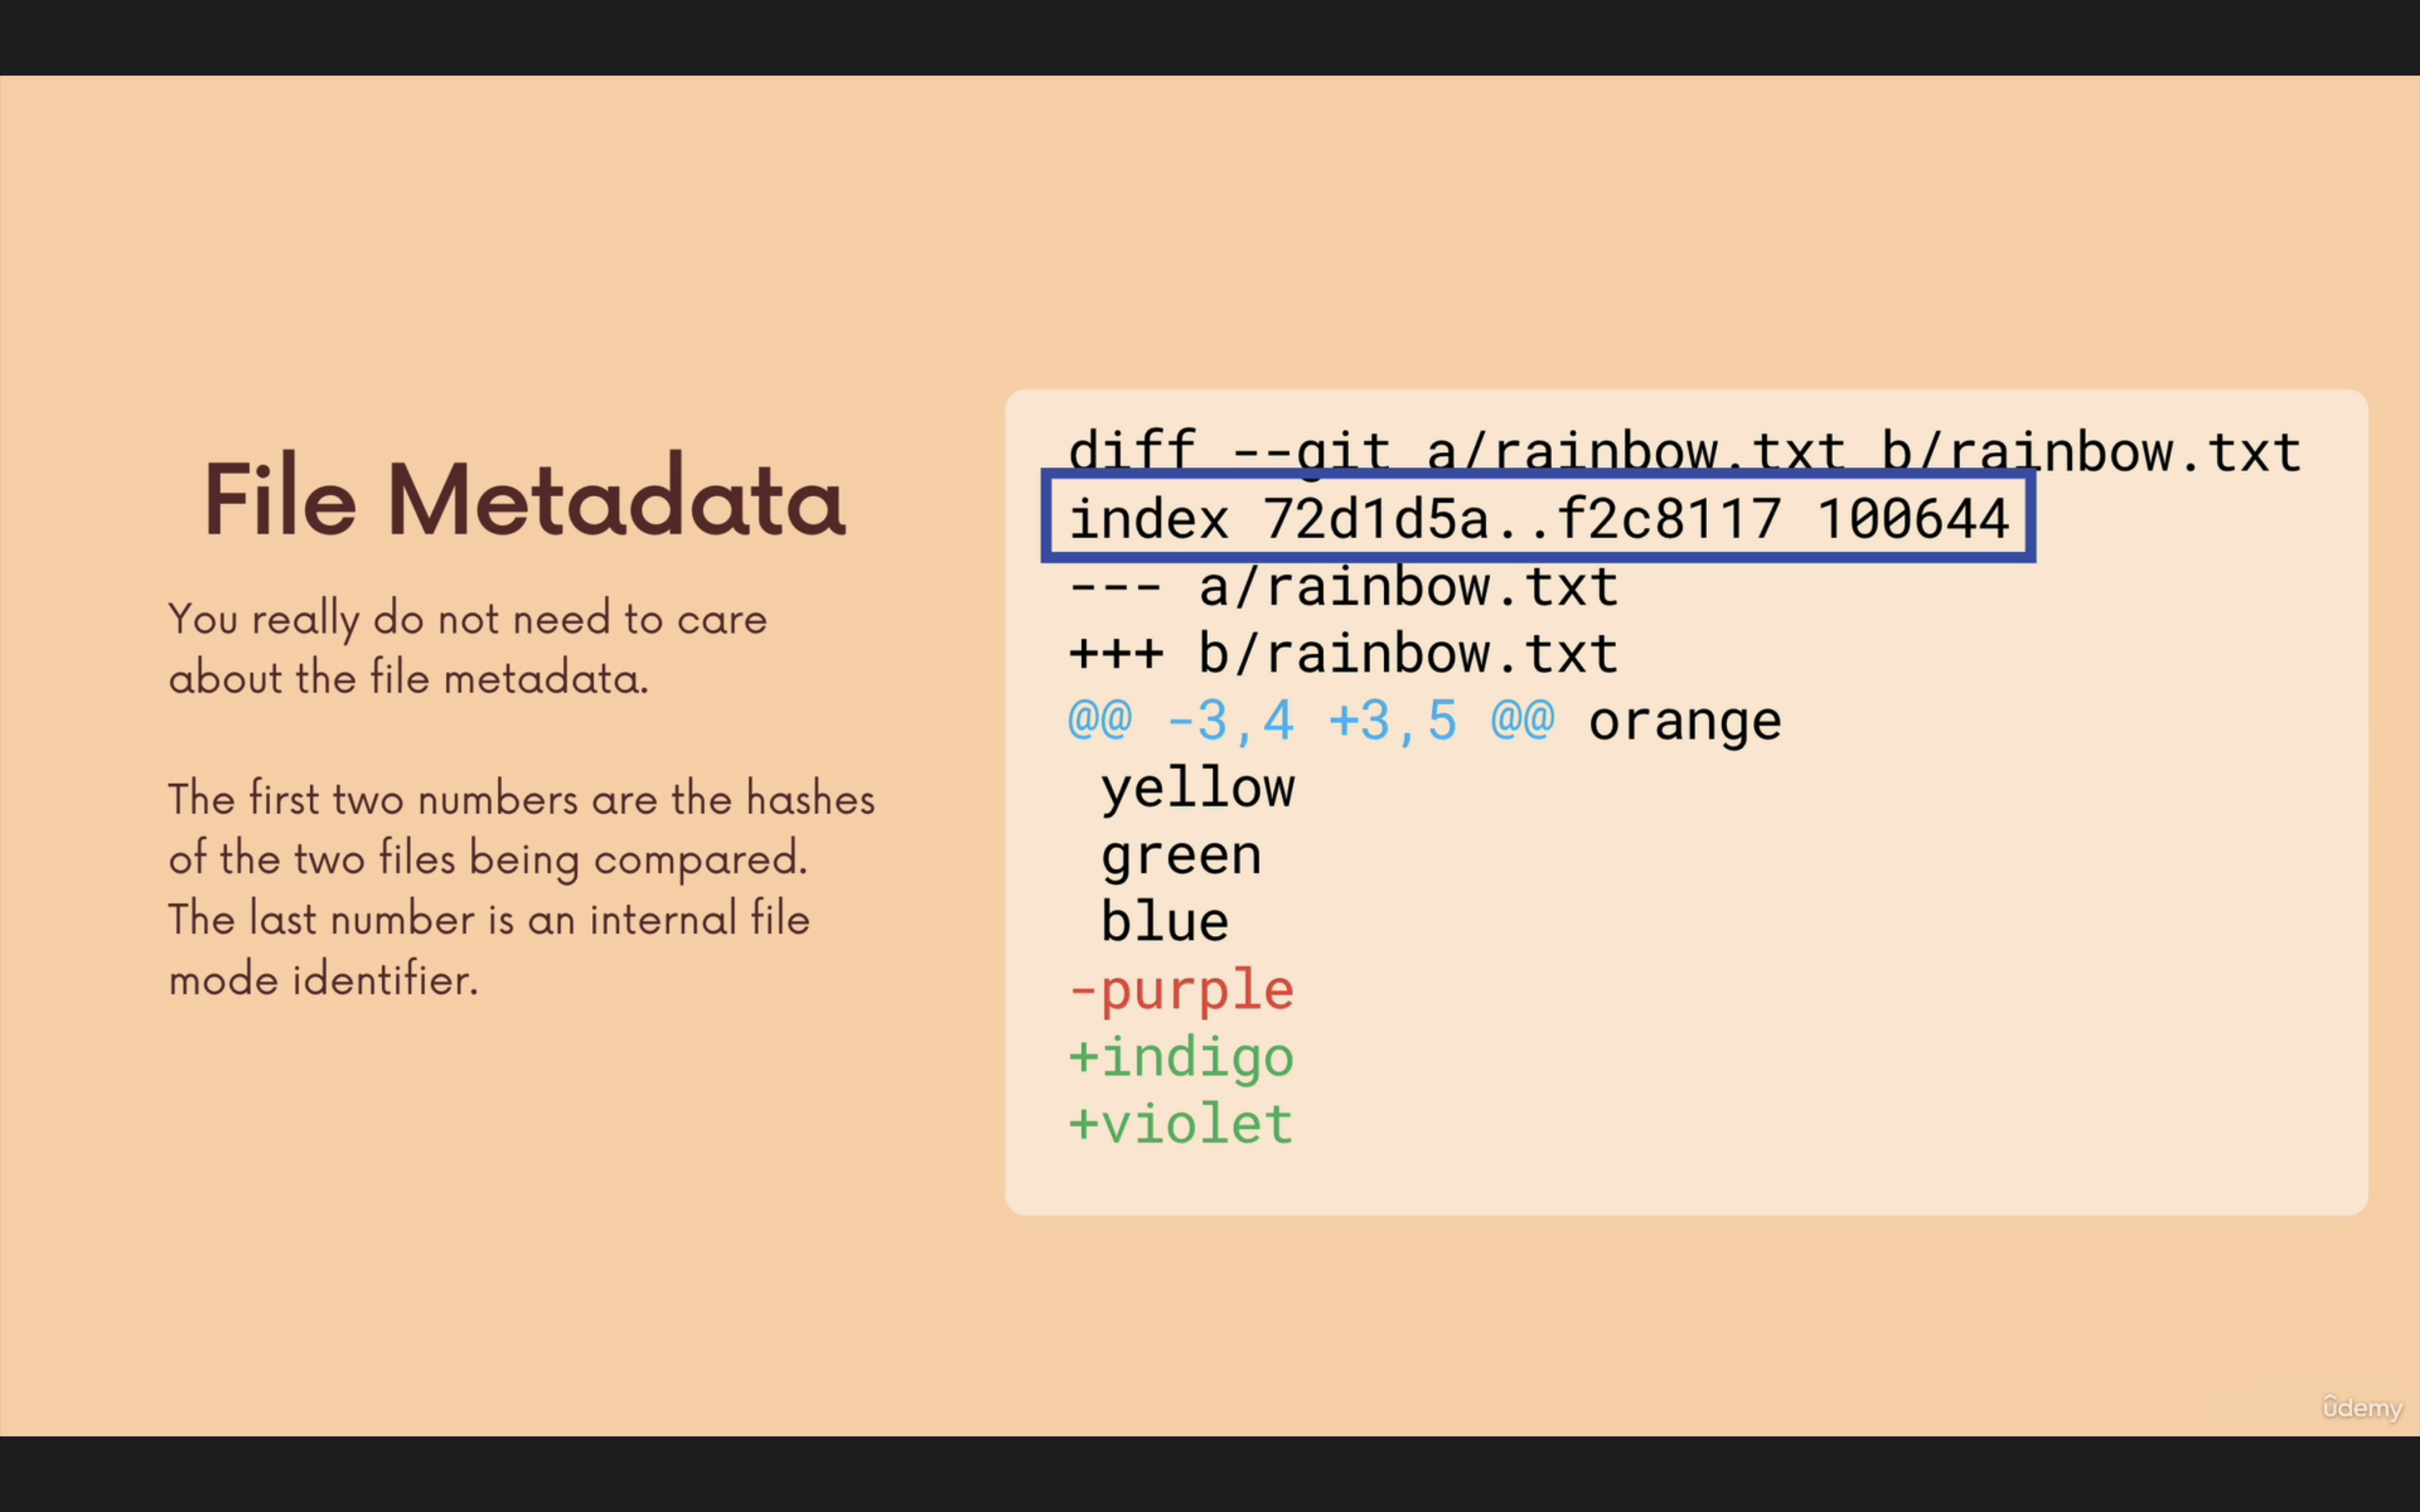 File Metadata
You really do not need to care
about the file metadata.
The first two numbers are the hashes
of the two files being compared.
The last number is an internal file
mode identifier.
diff --git a/rainbow.txt b/rainbow.txt
index 72d1d5a..f2c8117 100644
--- a/rainbow.txt
+++ b/rainbow.txt
@@ -3,4 +3,5 @@ orange
 yellow
 green
 blue
-purple
+indigo
+violet
ûdemy